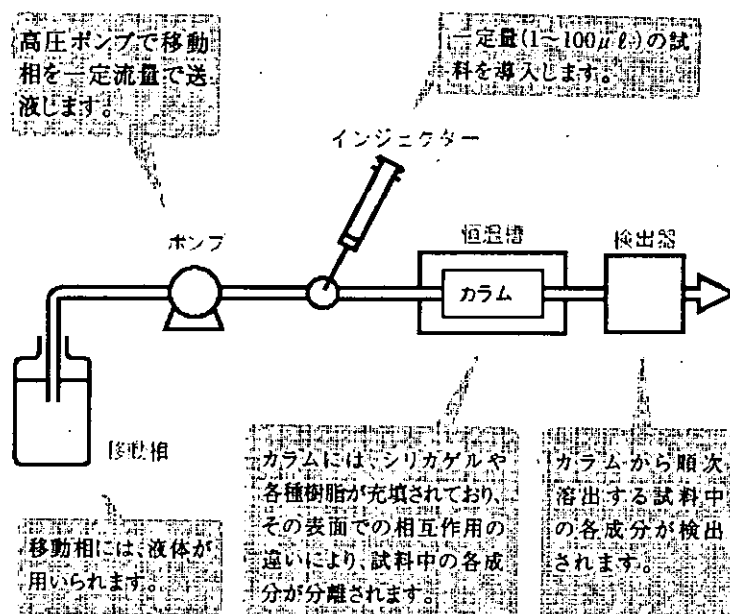 高圧ポンプで移動
相を一定流量で送
液します。
一定量(1~100μℓ)の試
料を導入します。
インジェクター
ポンプ
恒温槽
検出器
カラム
移動相
カラムには、シリカゲルや
各種樹脂が充填されており、
その表面での相互作用の
違いにより、試料中の各成
分が分離されます。
カラムから順次
溶出する試料中
の各成分が検出
されます。
移動相には、液体が
用いられます。